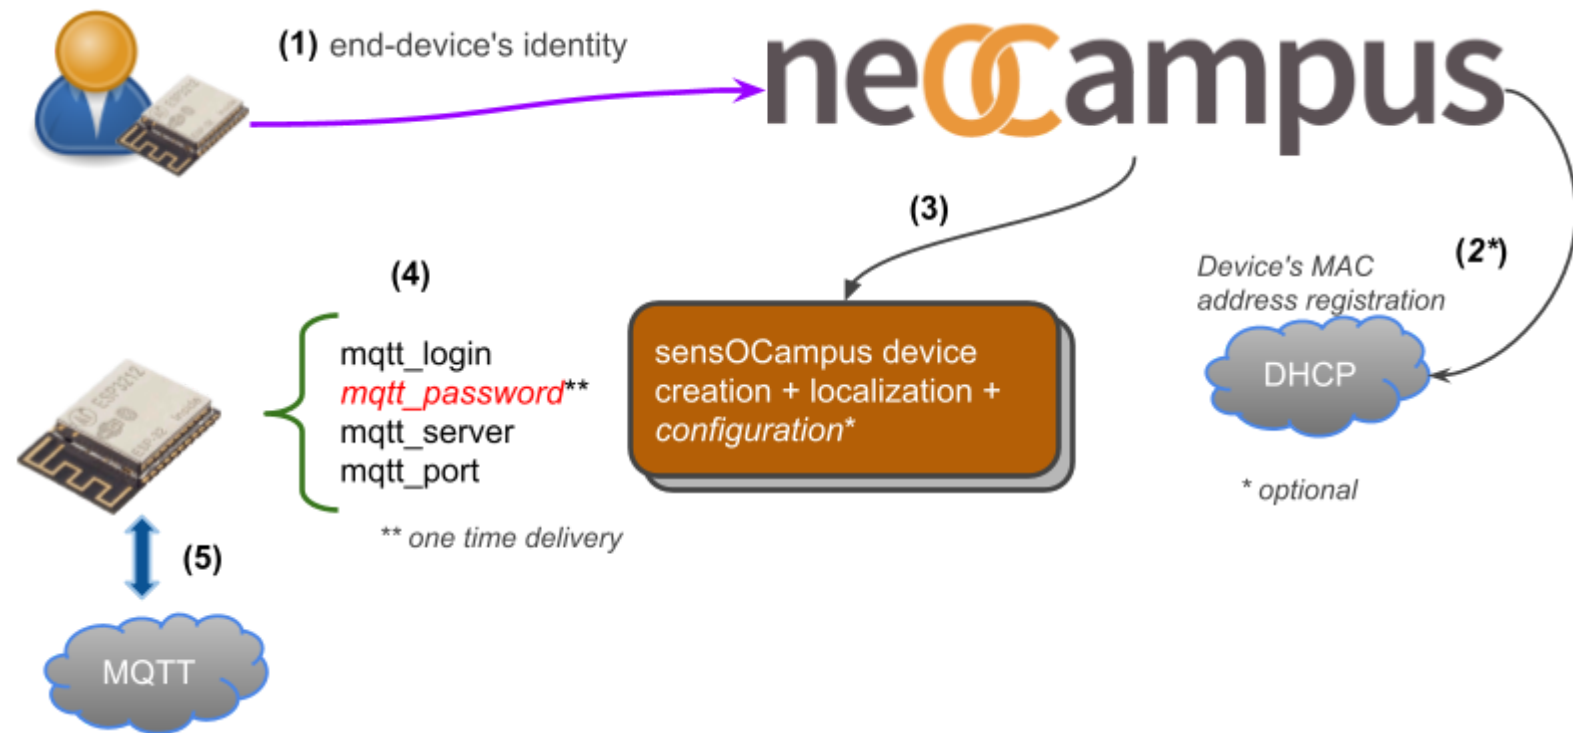 (1) end-device's identity
neOCampus
(3)
(2*)
Device's MAC
address registration
DHCP
* optional
(4)
mqtt_login
mqtt_password**
mqtt_server
mqtt_port
** one time delivery
sensOCampus device
creation + localization +
configuration*
ESP3212
(5)
MQTT